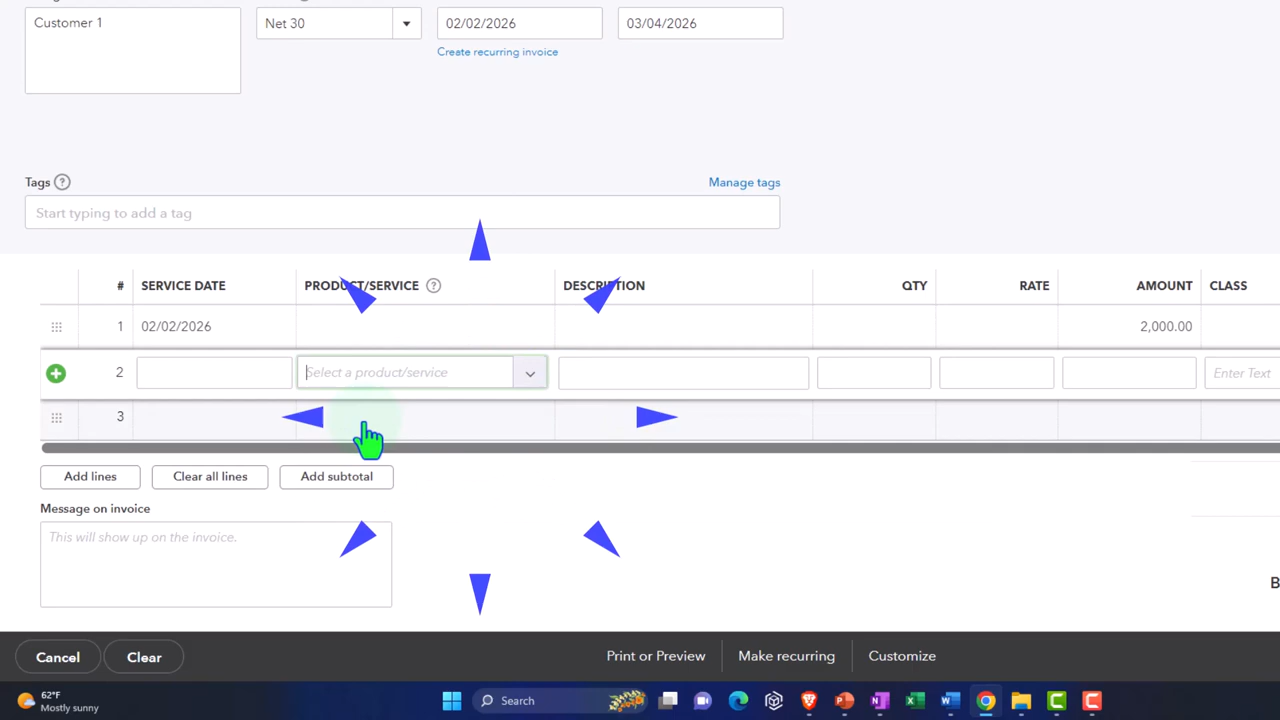 Customer 1
Net 30
02/02/2026
03/04/2026
Create recurring invoice
Tags ?
Manage tags
Start typing to add a tag
# SERVICE DATE PRODUCT/SERVICE ? DESCRIPTION QTY RATE AMOUNT CLASS
1 02/02/2026 2,000.00
2 Select a product/service Enter Text
3
Add lines Clear all lines Add subtotal
Message on invoice
This will show up on the invoice.
B
Cancel Clear Print or Preview Make recurring Customize
62°F
Mostly sunny
Search